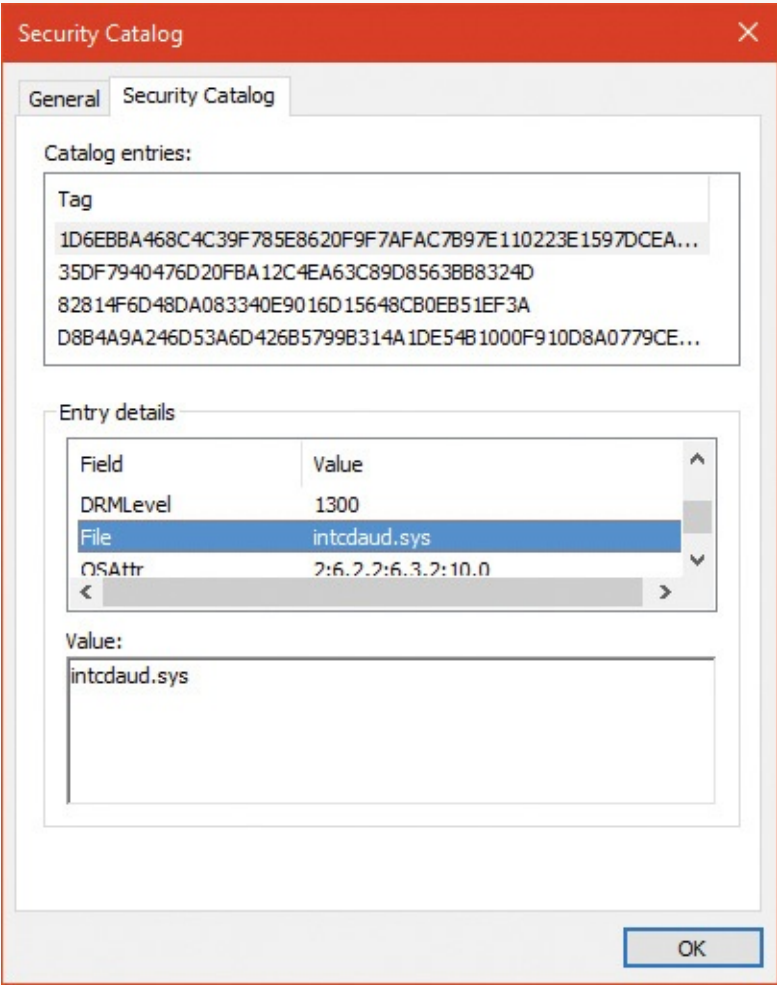 Security Catalog
General Security Catalog
Catalog entries:
Tag
1D6EBBA468C4C39F785E8620F9F7AFAC7B97E110223E1597DCEA...
35DF7940476D20FBA12C4EA63C89D8563BB8324D
82814F6D48DA083340E9016D15648CB0EB51EF3A
D8B4A9A246D53A6D426B5799B314A1DE54B1000F910D8A0779CE...
Entry details
Field Value
DRMLevel 1300
File intcdaud.sys
OSAttr 2:6.2,2:6.3,2:10.0
Value:
intcdaud.sys
OK